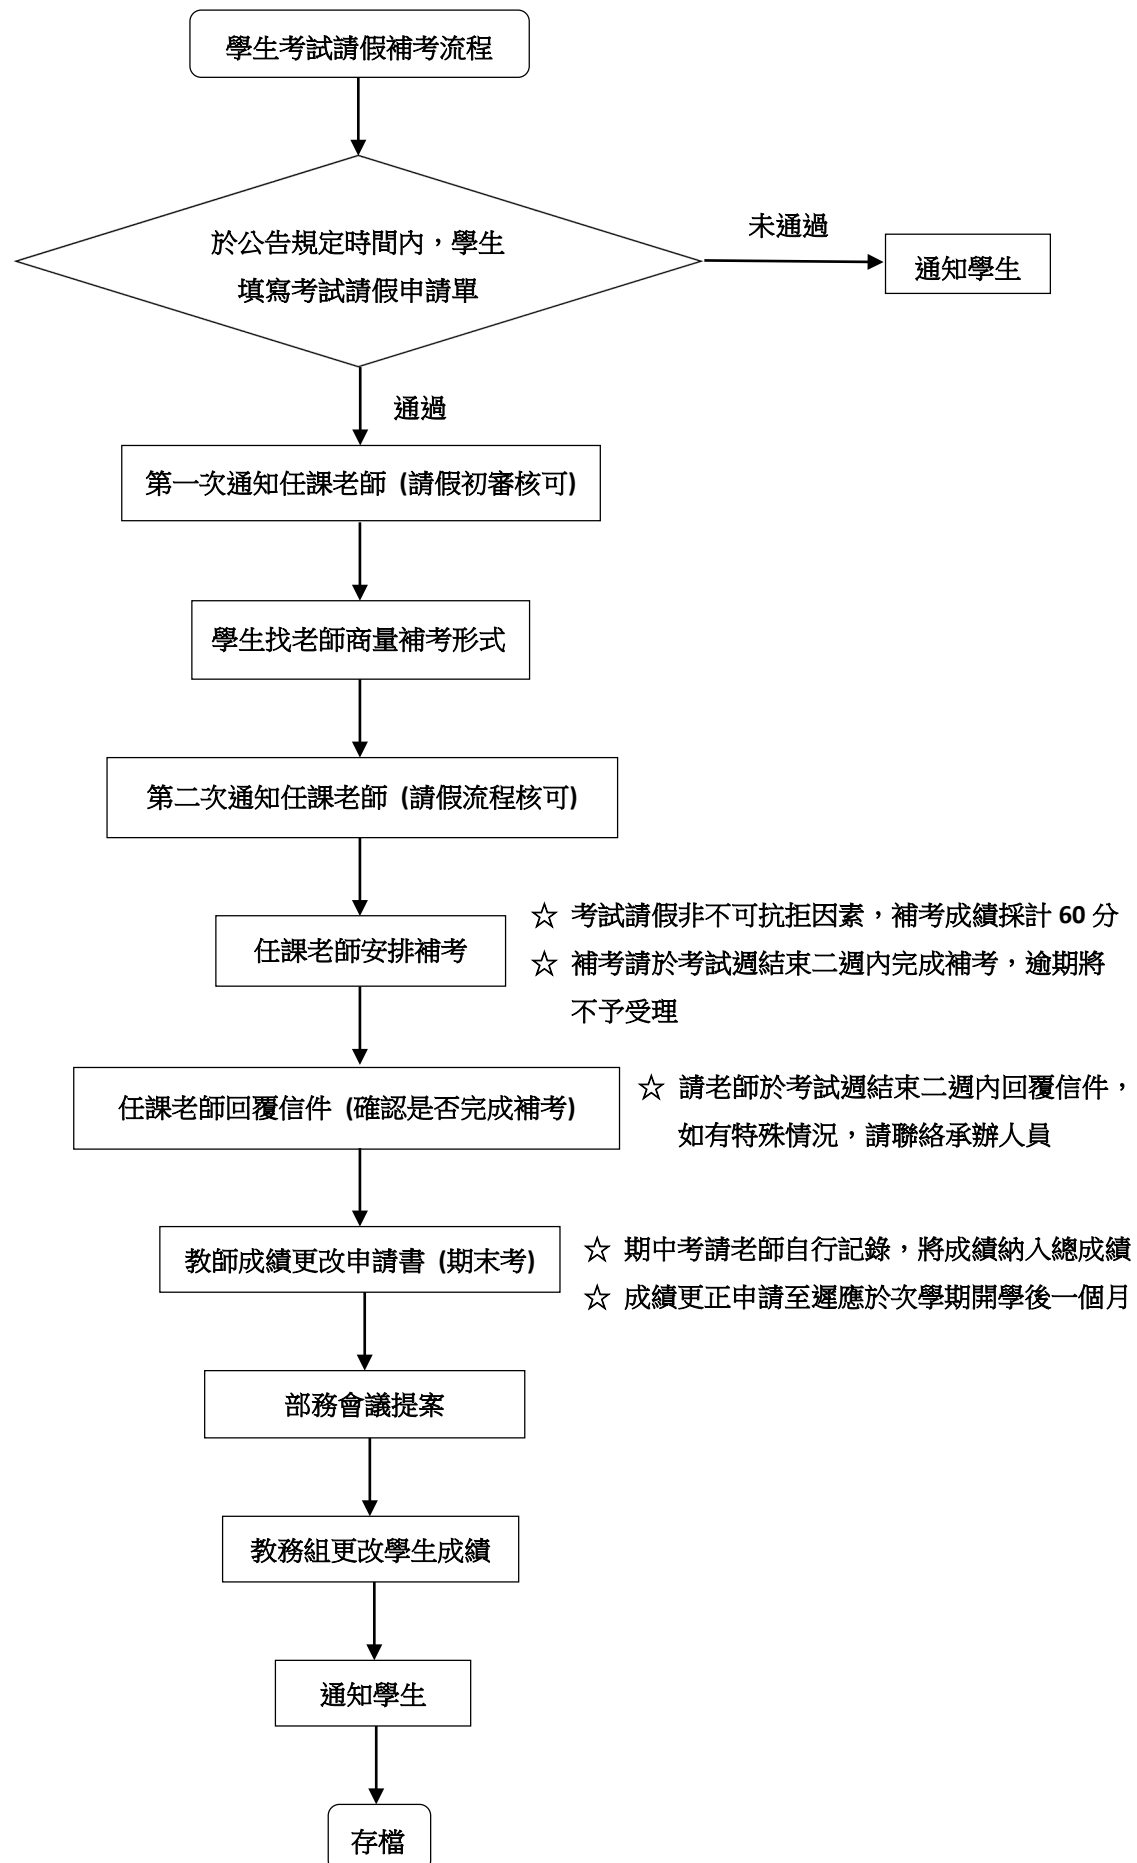 學生考試請假補考流程
於公告規定時間內，學生
填寫考試請假申請單
未通過
通知學生
通過
第一次通知任課老師 (請假初審核可)
學生找老師商量補考形式
第二次通知任課老師 (請假流程核可)
任課老師安排補考
☆ 考試請假非不可抗拒因素，補考成績採計 60 分
☆ 補考請於考試週結束二週內完成補考，逾期將
不予受理
任課老師回覆信件 (確認是否完成補考)
☆ 請老師於考試週結束二週內回覆信件，
如有特殊情況，請聯絡承辦人員
教師成績更改申請書 (期末考)
☆ 期中考請老師自行記錄，將成績納入總成績
☆ 成績更正申請至遲應於次學期開學後一個月
部務會議提案
教務組更改學生成績
通知學生
存檔